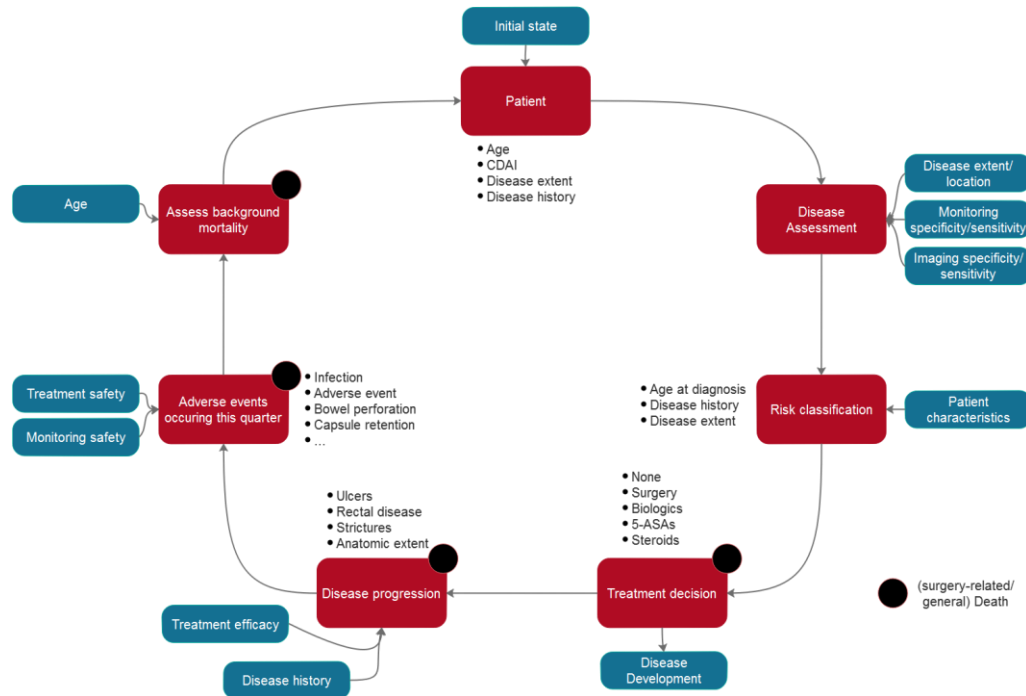 Initial state
Patient
• Age
• CDAI
• Disease extent
• Disease history
Disease
Assessment
Disease extent/
location
Monitoring
specificity/sensitivity
Imaging specificity/
sensitivity
Risk classification
• Age at diagnosis
• Disease history
• Disease extent
Patient
characteristics
Treatment decision
• None
• Surgery
• Biologics
• 5-ASAs
• Steroids
Disease
Development
Disease progression
• Ulcers
• Rectal disease
• Strictures
• Anatomic extent
Treatment efficacy
Disease history
Adverse events
occuring this quarter
• Infection
• Adverse event
• Bowel perforation
• Capsule retention
• ...
Treatment safety
Monitoring safety
Assess background
mortality
Age
(surgery-related/
general) Death